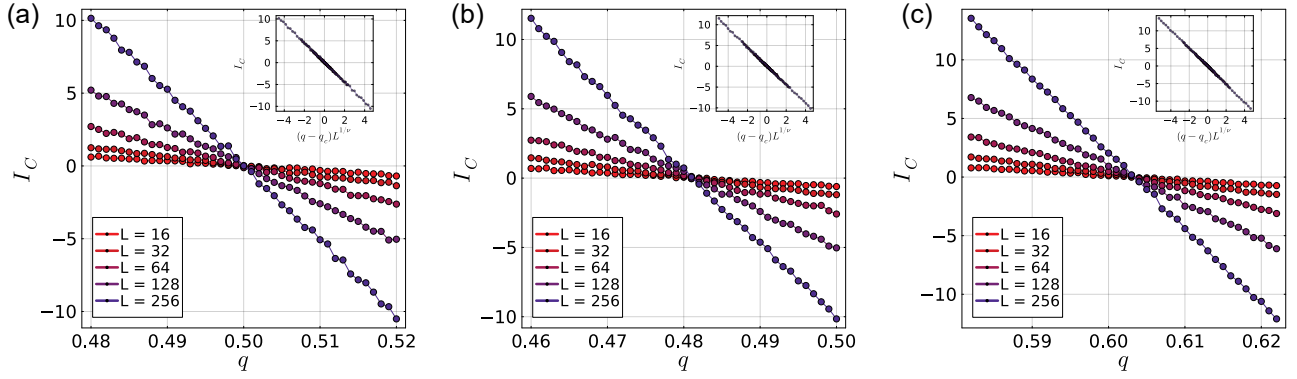 (a)
10
5
0
−5
−10
I_C
0.48
0.49
0.50
0.51
0.52
q
L = 16
L = 32
L = 64
L = 128
L = 256
10
5
0
−5
−10
I_C
−4
−2
0
2
4
(q − q_c)L^{1/ν}
(b)
10
5
0
−5
−10
I_C
0.46
0.47
0.48
0.49
0.50
q
L = 16
L = 32
L = 64
L = 128
L = 256
10
5
0
−5
−10
I_C
−4
−2
0
2
4
(q − q_c)L^{1/ν}
(c)
10
5
0
−5
−10
I_C
0.59
0.60
0.61
0.62
q
L = 16
L = 32
L = 64
L = 128
L = 256
10
5
0
−5
−10
I_C
−4
−2
0
2
4
(q − q_c)L^{1/ν}